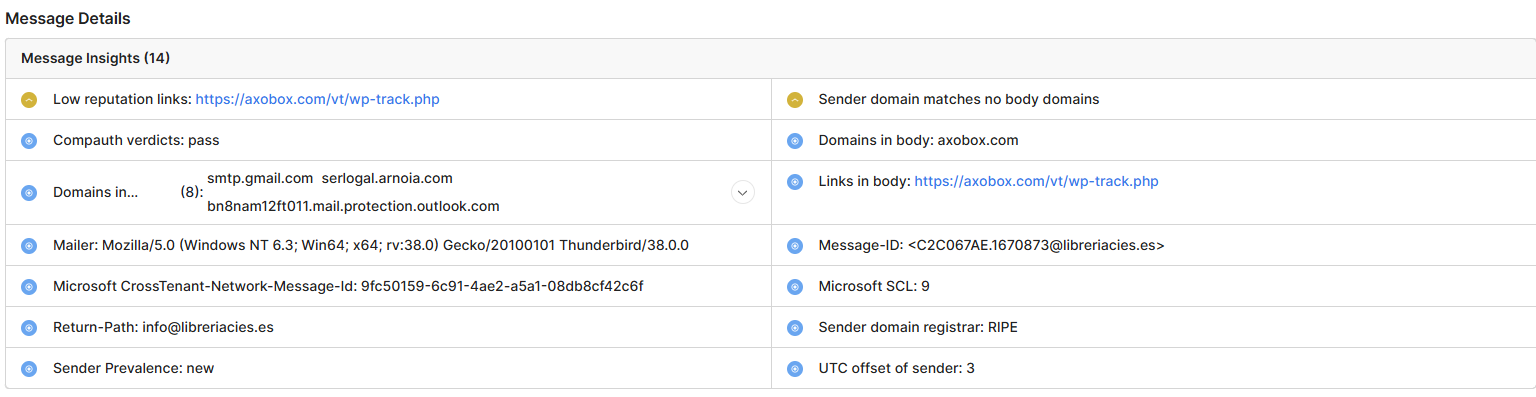 Message Details
Message Insights (14)
Low reputation links: https://axobox.com/vt/wp-track.php
Sender domain matches no body domains
Compauth verdicts: pass
Domains in body: axobox.com
Domains in... (8): smtp.gmail.com serlogal.arnoia.com
bn8nam12ft011.mail.protection.outlook.com
Links in body: https://axobox.com/vt/wp-track.php
Mailer: Mozilla/5.0 (Windows NT 6.3; Win64; x64; rv:38.0) Gecko/20100101 Thunderbird/38.0.0
Message-ID: <C2C067AE.1670873@libreriacies.es>
Microsoft CrossTenant-Network-Message-Id: 9fc50159-6c91-4ae2-a5a1-08db8cf42c6f
Microsoft SCL: 9
Return-Path: info@libreriacies.es
Sender domain registrar: RIPE
Sender Prevalence: new
UTC offset of sender: 3